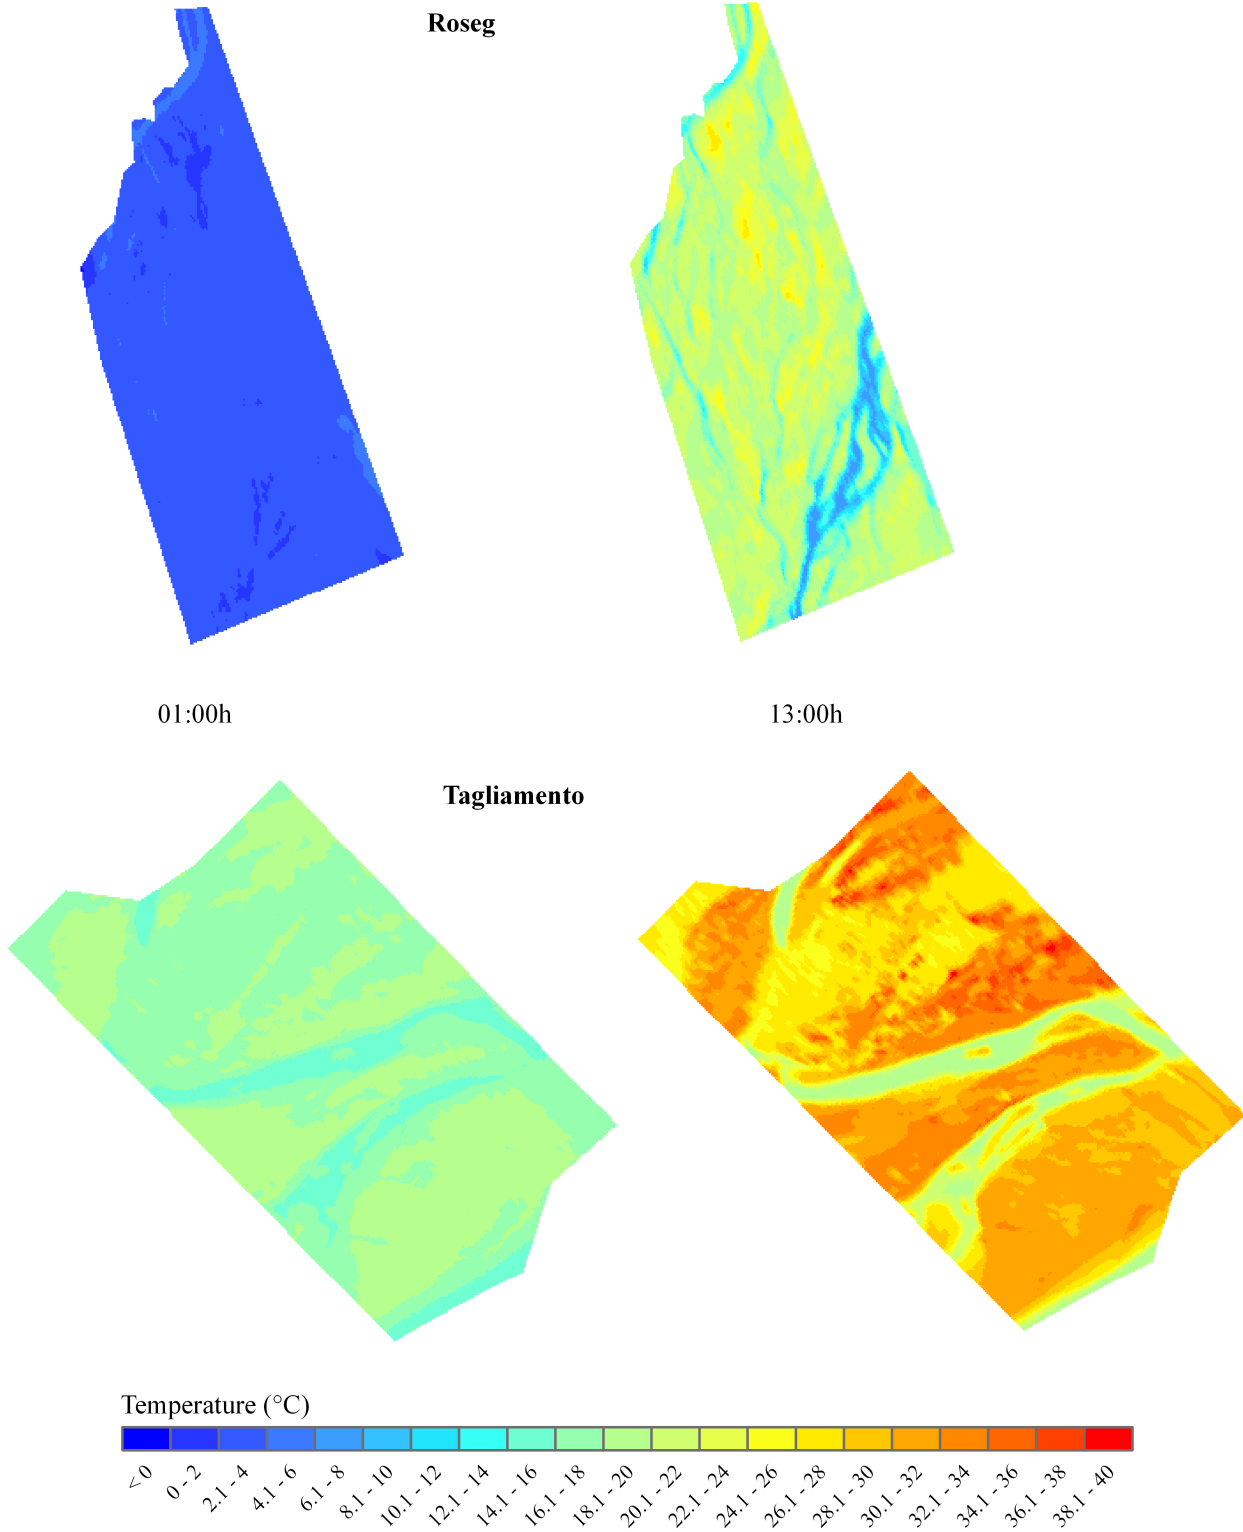 Roseg
01:00h
13:00h
Tagliamento
Temperature (°C)
< 0
0 - 2
2.1 - 4
4.1 - 6
6.1 - 8
8.1 - 10
10.1 - 12
12.1 - 14
14.1 - 16
16.1 - 18
18.1 - 20
20.1 - 22
22.1 - 24
24.1 - 26
26.1 - 28
28.1 - 30
30.1 - 32
32.1 - 34
34.1 - 36
36.1 - 38
38.1 - 40